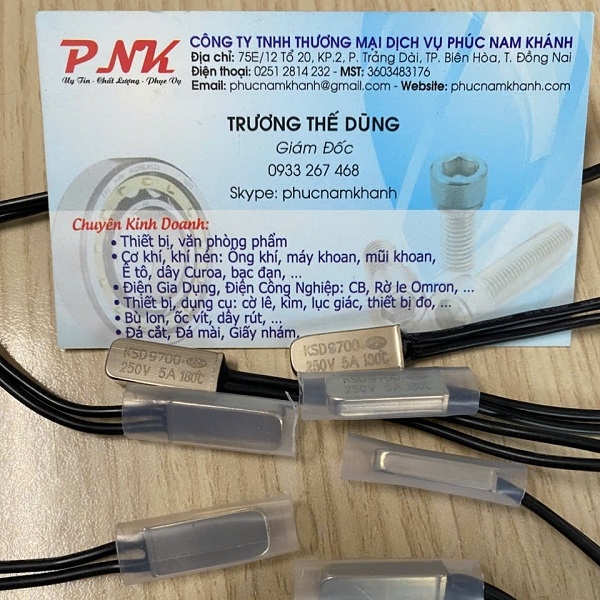 PNK
Uy Tín - Chất Lượng - Phục Vụ
CÔNG TY TNHH THƯƠNG MẠI DỊCH VỤ PHÚC NAM KHÁNH
Địa chỉ: 75E/12 Tổ 20, KP.2, P. Trảng Dài, TP. Biên Hòa, T. Đồng Nai
Điện thoại: 0251 2814 232 - MST: 3603483176
Email: phucnamkhanh@gmail.com - Website: phucnamkhanh.com
TRƯƠNG THẾ DŨNG
Giám Đốc
0933 267 468
Skype: phucnamkhanh
Chuyên Kinh Doanh:
• Thiết bị, văn phòng phẩm
• Cơ khí, khí nén: Ống khí, máy khoan, mũi khoan,
Ê tô, dây Curoa, bạc đạn, ...
• Điện Gia Dụng, Điện Công Nghiệp: CB, Rờ le Omron, ...
• Thiết bị, dụng cụ: cờ lê, kìm, lục giác, thiết bị đo, ...
• Bù lon, ốc vít, dây rút, ...
• Đá cắt, Đá mài, Giấy nhám.
KSD9700
250V 5A 180℃
KSD9700
250V 5A 180℃
KSD9700
250V 5A 180℃